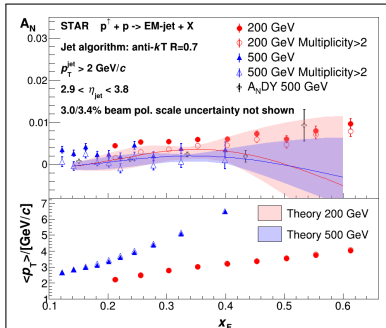 A_N
STAR p↑ + p -> EM-jet + X
Jet algorithm: anti-kT R=0.7
p_T^jet > 2 GeV/c
2.9 < η_jet < 3.8
3.0/3.4% beam pol. scale uncertainty not shown
200 GeV
200 GeV Multiplicity>2
500 GeV
500 GeV Multiplicity>2
A_NDY 500 GeV
0.03
0.02
0.01
0
<p_T>/[GeV/c]
7
6
5
4
3
2
1
Theory 200 GeV
Theory 500 GeV
0.1 0.2 0.3 0.4 0.5 0.6
x_F